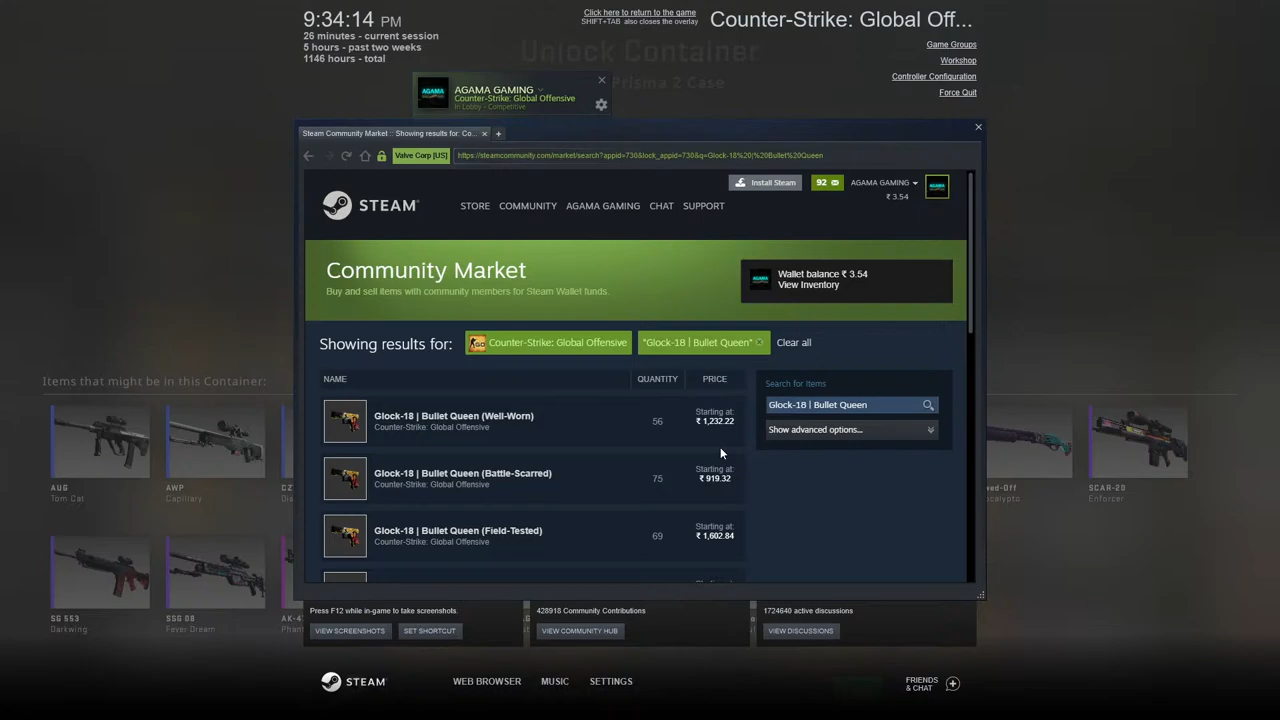 9:34:14 PM
26 minutes - current session
5 hours - past two weeks
1146 hours - total
Click here to return to the game
SHIFT+TAB also closes the overlay
Counter-Strike: Global Off...
Game Groups
Workshop
Controller Configuration
Force Quit
Unlock Container
Prisma 2 Case
AGAMA
AGAMA GAMING
Counter-Strike: Global Offensive
In Lobby - Competitive
Steam Community Market :: Showing results for: Co...
Valve Corp [US]
https://steamcommunity.com/market/search?appid=730&lock_appid=730&q=Glock-18%20|%20Bullet%20Queen
Install Steam
92
AGAMA GAMING
₹ 3.54
STEAM
STORE
COMMUNITY
AGAMA GAMING
CHAT
SUPPORT
Community Market
Buy and sell items with community members for Steam Wallet funds.
Wallet balance ₹ 3.54
View Inventory
Showing results for:
Counter-Strike: Global Offensive
"Glock-18 | Bullet Queen"
Clear all
NAME
QUANTITY
PRICE
Glock-18 | Bullet Queen (Well-Worn)
Counter-Strike: Global Offensive
56
Starting at:
₹ 1,232.22
Glock-18 | Bullet Queen (Battle-Scarred)
Counter-Strike: Global Offensive
75
Starting at:
₹ 919.32
Glock-18 | Bullet Queen (Field-Tested)
Counter-Strike: Global Offensive
69
Starting at:
₹ 1,602.84
Search for Items
Glock-18 | Bullet Queen
Show advanced options...
Items that might be in this Container:
AUG
Tom Cat
AWP
Capillary
CZ
SCAR-20
Enforcer
SG 553
Darkwing
SSG 08
Fever Dream
AK-4
Press F12 while in-game to take screenshots.
VIEW SCREENSHOTS
SET SHORTCUT
428918 Community Contributions
VIEW COMMUNITY HUB
1724640 active discussions
VIEW DISCUSSIONS
STEAM
WEB BROWSER
MUSIC
SETTINGS
FRIENDS
& CHAT